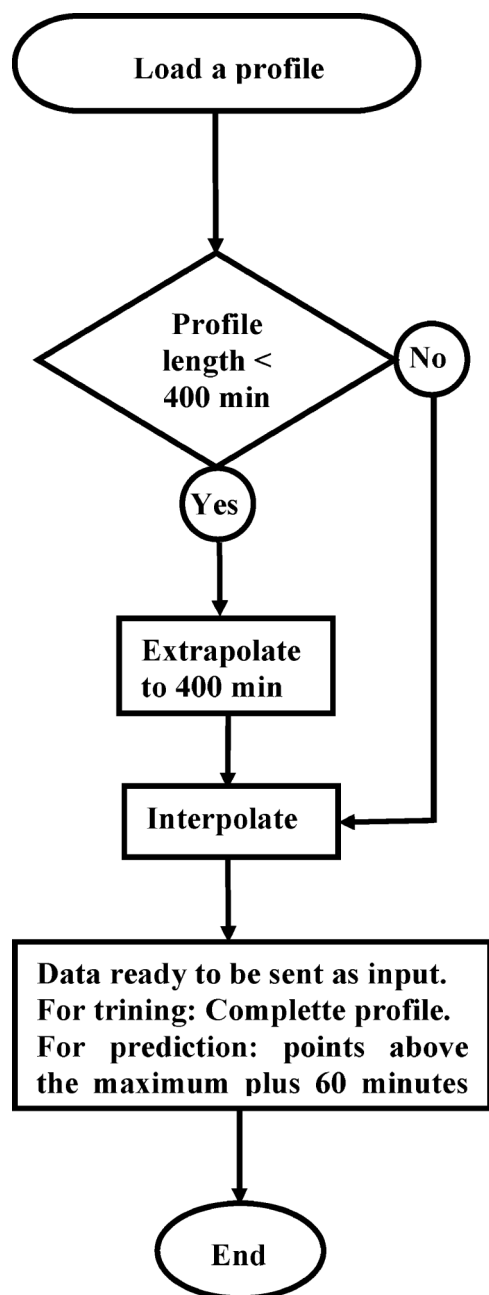 Load a profile
Profile
length <
400 min
No
Yes
Extrapolate
to 400 min
Interpolate
Data ready to be sent as input.
For trining: Complette profile.
For prediction: points above
the maximum plus 60 minutes
End